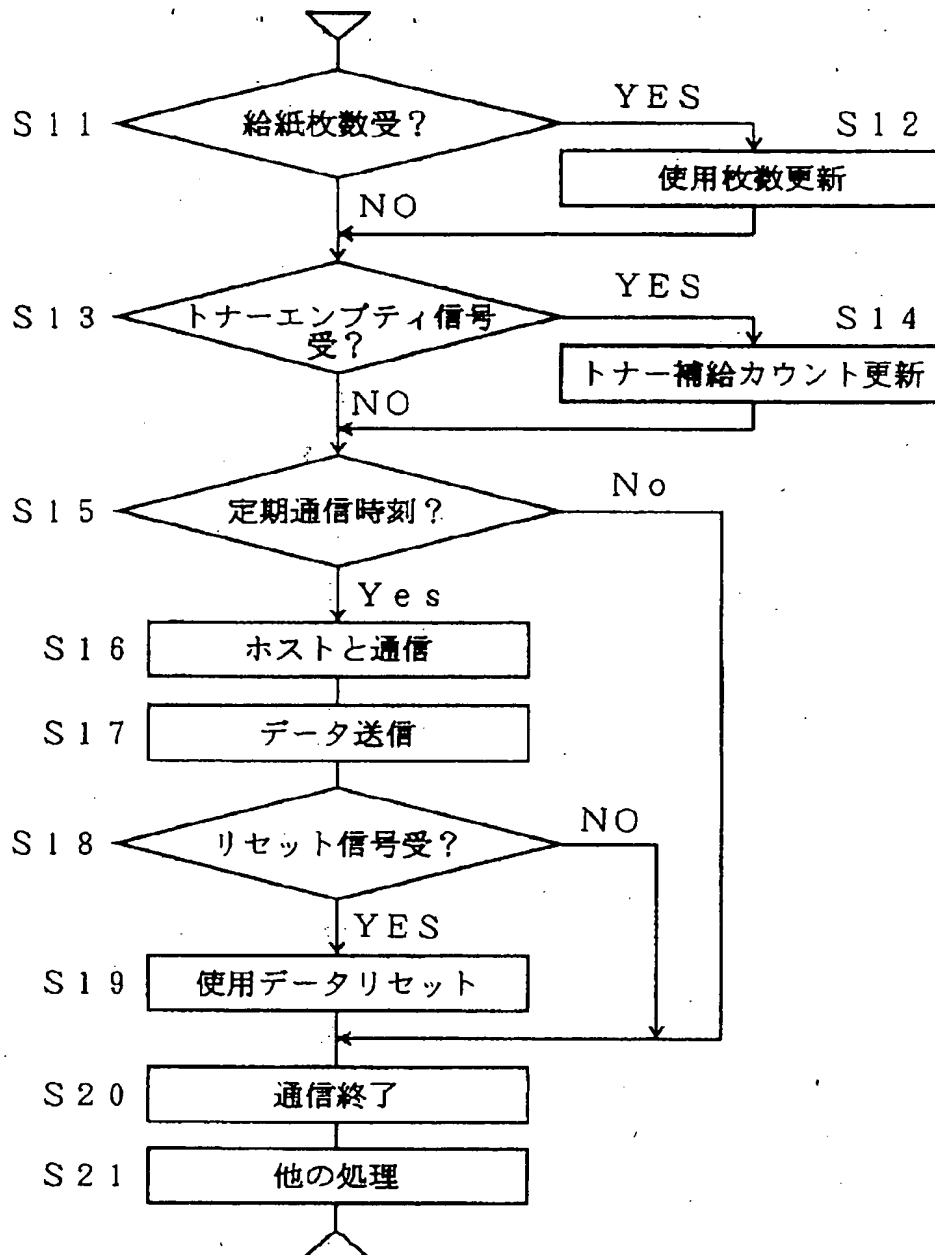 S11
給紙枚数受?
YES
S12
使用枚数更新
NO
S13
トナーエンプティ信号
受?
YES
S14
トナー補給カウント更新
NO
S15
定期通信時刻?
No
Yes
S16
ホストと通信
S17
データ送信
S18
リセット信号受?
NO
YES
S19
使用データリセット
S20
通信終了
S21
他の処理